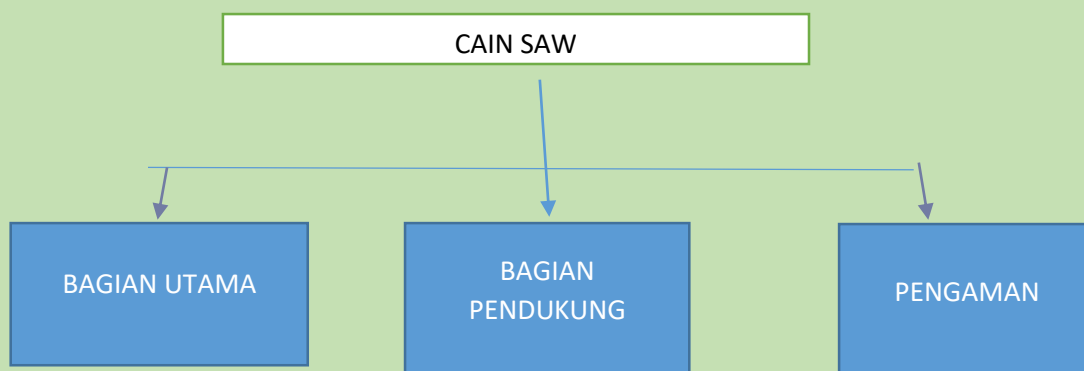 CAIN SAW
BAGIAN UTAMA
BAGIAN
PENDUKUNG
PENGAMAN